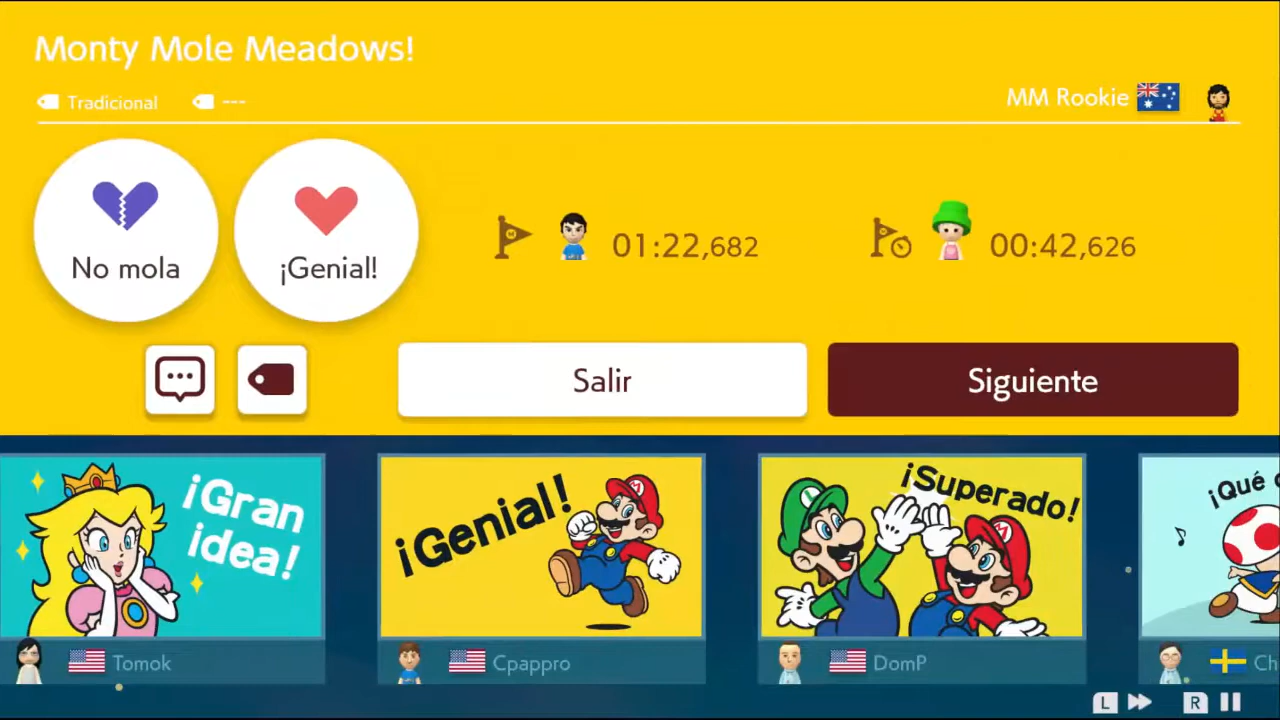 Monty Mole Meadows!
Tradicional
---
MM Rookie
No mola
¡Genial!
01:22,682
00:42,626
Salir
Siguiente
¡Gran
idea!
¡Genial!
¡Superado!
¡Qué
Tomok
Cpappro
DomP
Ch
L
R